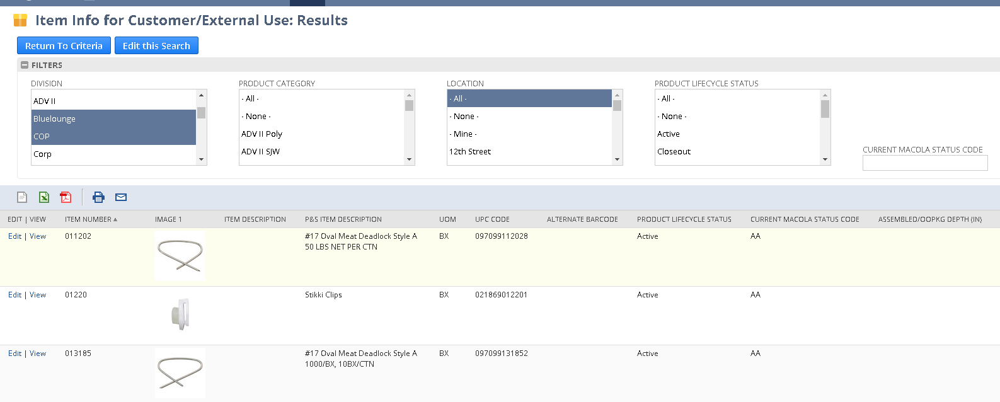 Item Info for Customer/External Use: Results
Return To Criteria Edit this Search
FILTERS
DIVISION PRODUCT CATEGORY LOCATION PRODUCT LIFECYCLE STATUS
ADV II - All - - All - - All -
Bluelounge - None - - None - - None -
COP ADV II Poly - Mine - Active
Corp ADV II SJW 12th Street Closeout
CURRENT MACOLA STATUS CODE
EDIT | VIEW ITEM NUMBER ▲ IMAGE 1 ITEM DESCRIPTION P&S ITEM DESCRIPTION UOM UPC CODE ALTERNATE BARCODE PRODUCT LIFECYCLE STATUS CURRENT MACOLA STATUS CODE ASSEMBLED/OOPKG DEPTH (IN)
Edit | View 011202 #17 Oval Meat Deadlock Style A BX 097099112028 Active AA
50 LBS NET PER CTN
Edit | View 01220 Stikki Clips BX 021869012201 Active AA
Edit | View 013185 #17 Oval Meat Deadlock Style A BX 097099131852 Active AA
1000/BX, 10BX/CTN